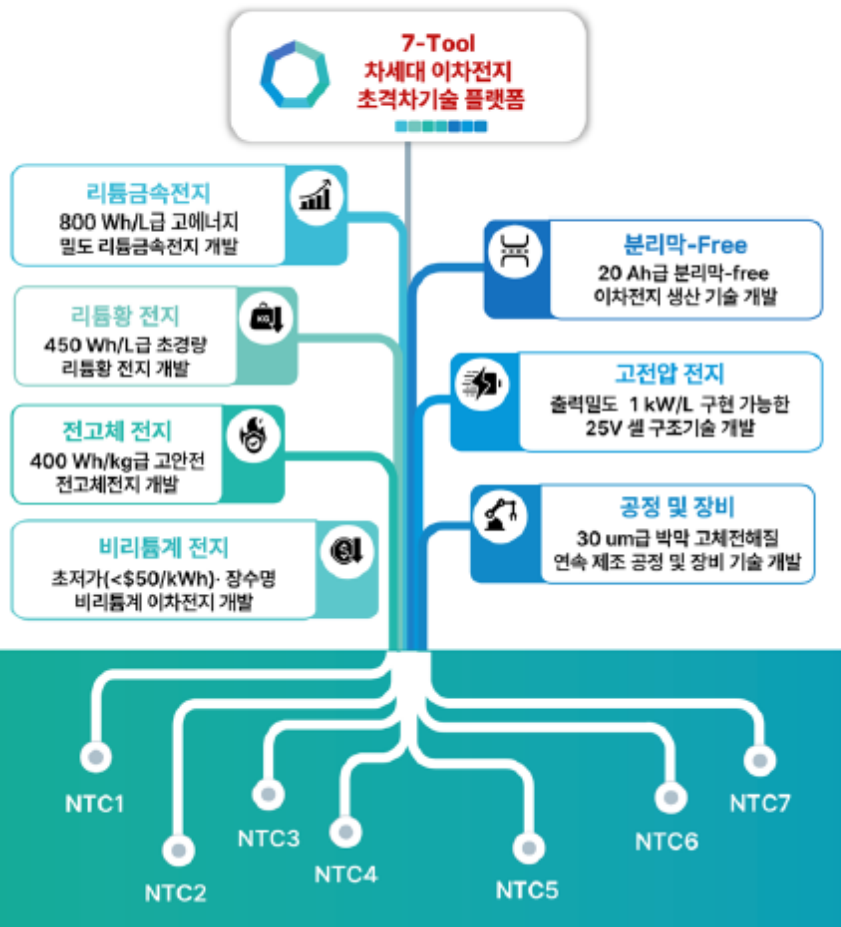 7-Tool
차세대 이차전지
초격차기술 플랫폼
리튬금속전지
800 Wh/L급 고에너지
밀도 리튬금속전지 개발
리튬황 전지
450 Wh/L급 초경량
리튬황 전지 개발
전고체 전지
400 Wh/kg급 고안전
전고체전지 개발
비리튬계 전지
초저가(<$50/kWh)· 장수명
비리튬계 이차전지 개발
분리막-Free
20 Ah급 분리막-free
이차전지 생산 기술 개발
고전압 전지
출력밀도 1 kW/L 구현 가능한
25V 셀 구조기술 개발
공정 및 장비
30 um급 박막 고체전해질
연속 제조 공정 및 장비 기술 개발
KG
$
NTC1
NTC2
NTC3
NTC4
NTC5
NTC6
NTC7